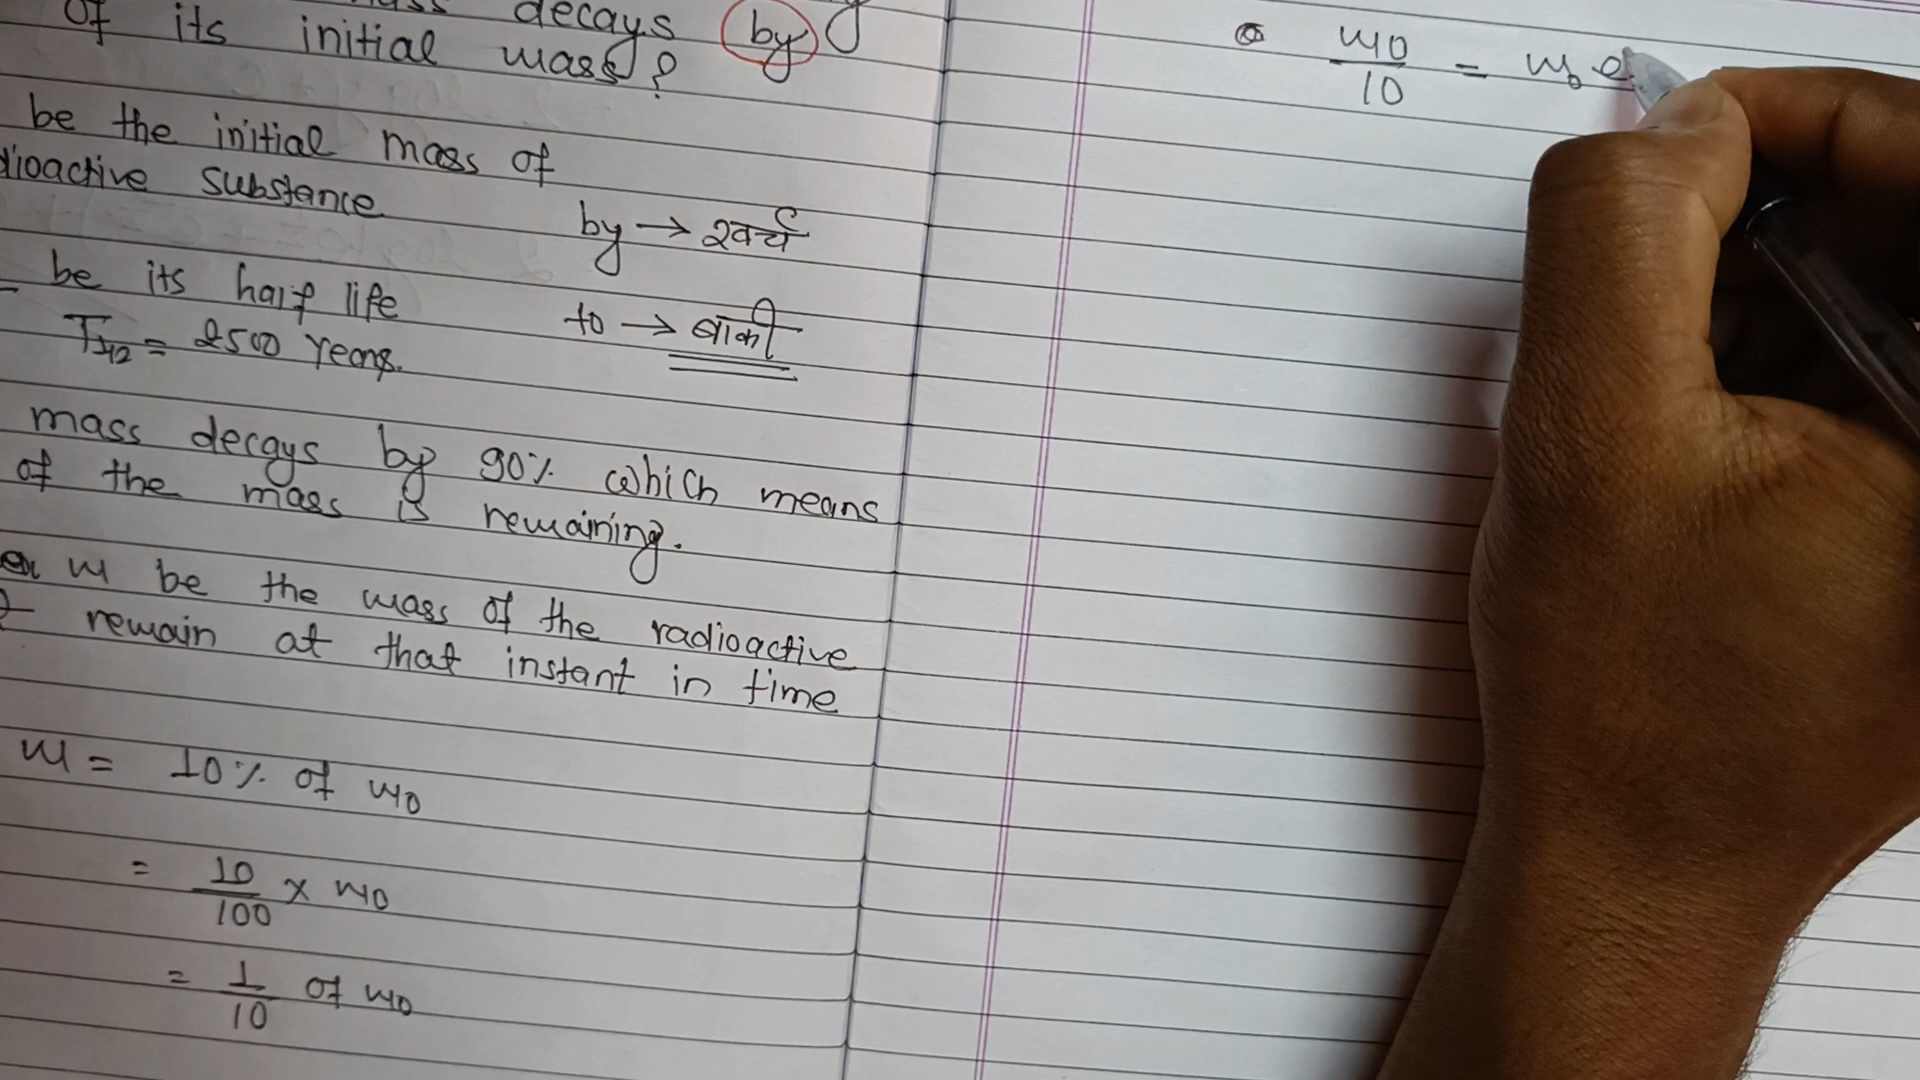 decays by
of its initial mass?
be the initial mass of
dioactive substance
by → खर्च
be its half life
to → बाकी
T1/2 = 2500 years.
mass decays by 90% which means
of the mass is remaining.
m be the mass of the radioactive
remain at that instant in time
m = 10% of m0
= 10/100 × m0
= 1/10 of m0
m0/10 = m0 e